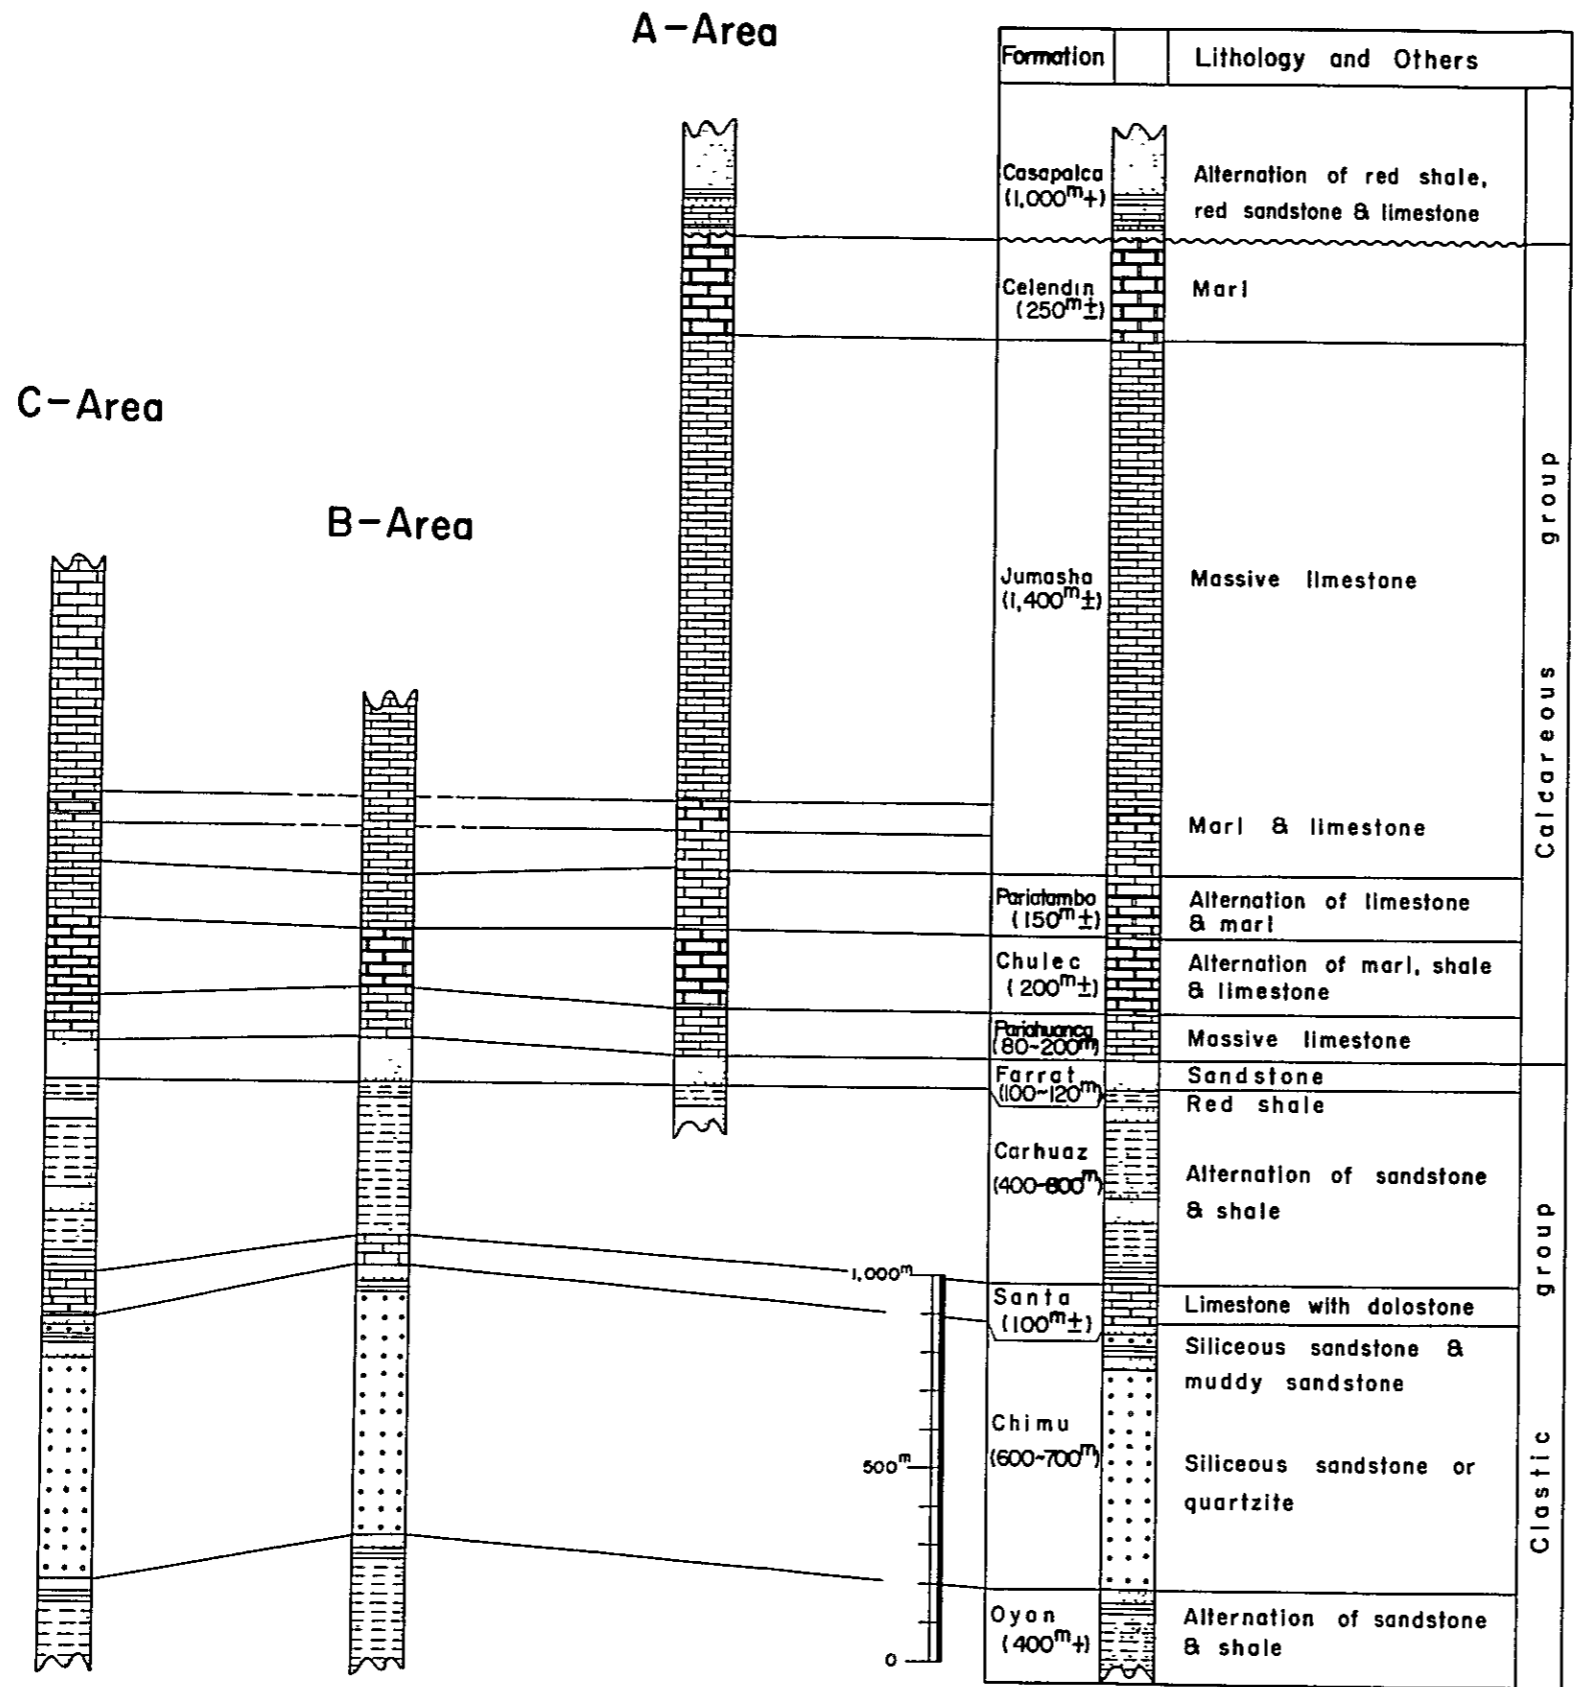 A-Area
C-Area
B-Area
Formation
Lithology and Others
Casapalca
(1,000m+)
Alternation of red shale,
red sandstone & limestone
Celendin
(250m±)
Marl
Jumasha
(1,400m±)
Massive limestone
Marl & limestone
Pariatambo
(150m±)
Alternation of limestone
& marl
Chulec
(200m±)
Alternation of marl, shale
& limestone
Pariahuanca
(80~200m)
Massive limestone
Farrat
(100~120m)
Sandstone
Red shale
Carhuaz
(400-800m)
Alternation of sandstone
& shale
Santa
(100m±)
Limestone with dolostone
Chimu
(600~700m)
Siliceous sandstone &
muddy sandstone
Siliceous sandstone or
quartzite
Oyon
(400m+)
Alternation of sandstone
& shale
Calcareous group
Clastic group
1,000m
500m
0